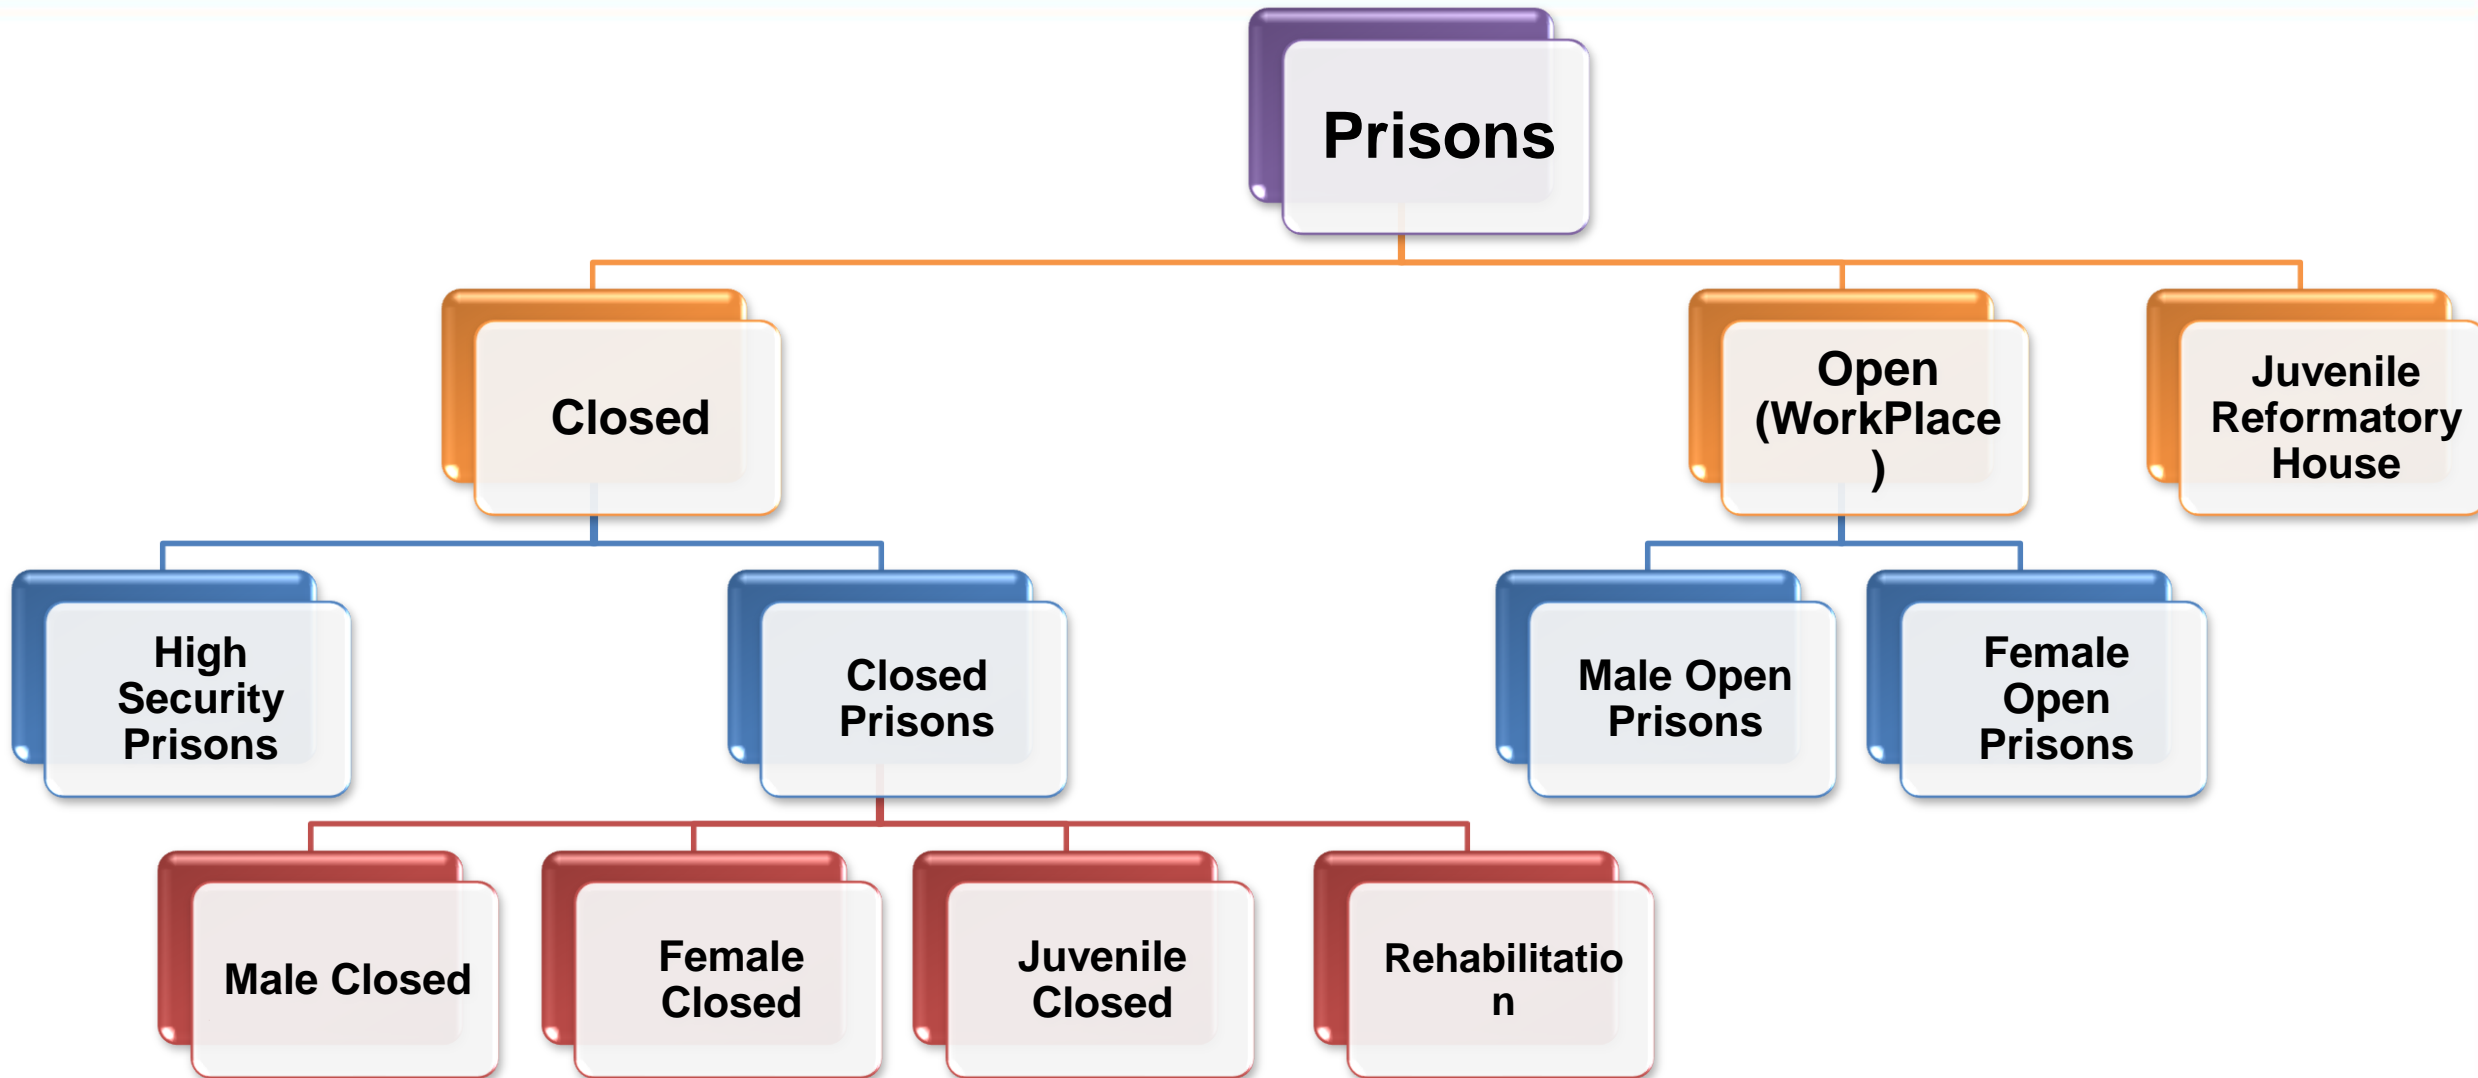 Prisons
Closed
Open
(WorkPlace
)
Juvenile
Reformatory
House
High
Security
Prisons
Closed
Prisons
Male Open
Prisons
Female
Open
Prisons
Male Closed
Female
Closed
Juvenile
Closed
Rehabilitatio
n